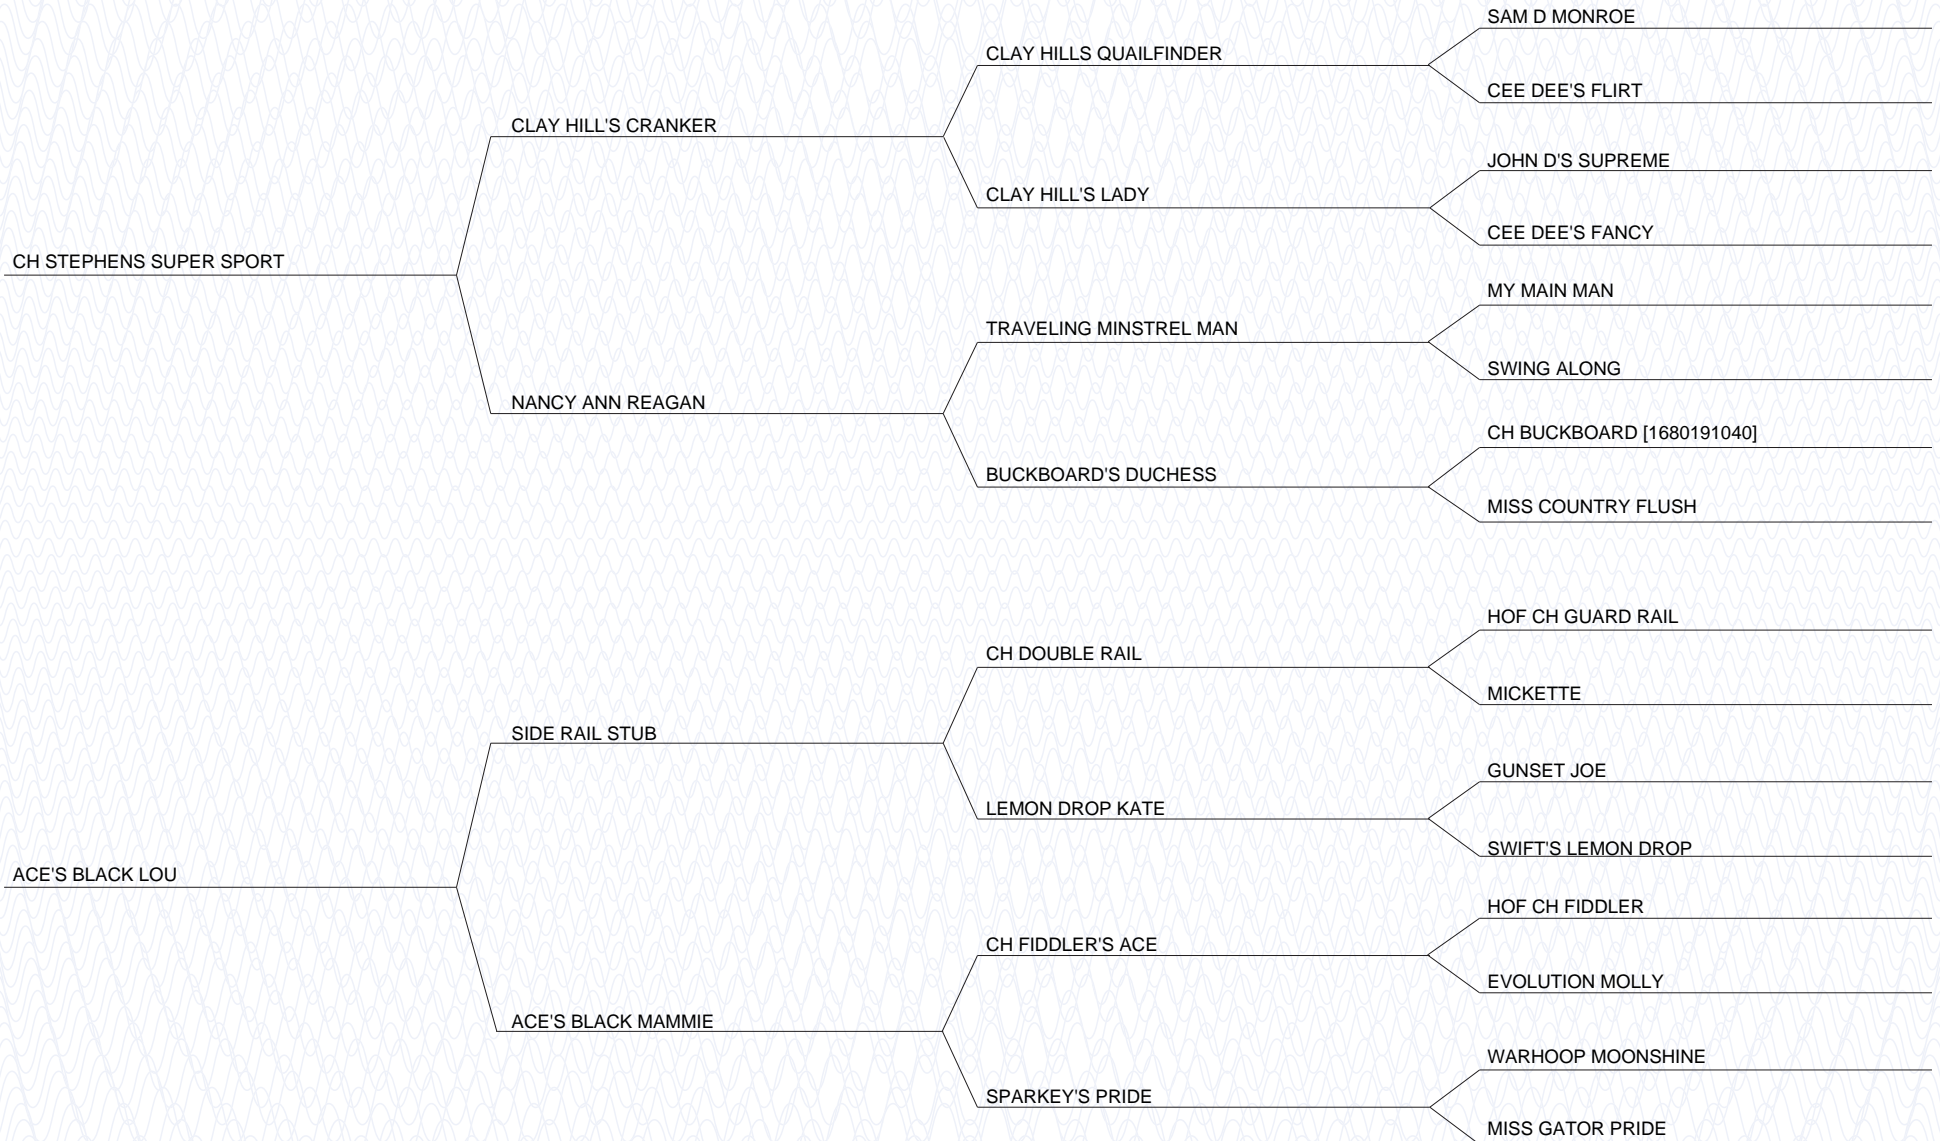 SAM D MONROE
CLAY HILLS QUAILFINDER
CEE DEE'S FLIRT
CLAY HILL'S CRANKER
JOHN D'S SUPREME
CLAY HILL'S LADY
CEE DEE'S FANCY
CH STEPHENS SUPER SPORT
MY MAIN MAN
TRAVELING MINSTREL MAN
SWING ALONG
NANCY ANN REAGAN
CH BUCKBOARD [1680191040]
BUCKBOARD'S DUCHESS
MISS COUNTRY FLUSH
HOF CH GUARD RAIL
CH DOUBLE RAIL
MICKETTE
SIDE RAIL STUB
GUNSET JOE
LEMON DROP KATE
SWIFT'S LEMON DROP
ACE'S BLACK LOU
HOF CH FIDDLER
CH FIDDLER'S ACE
EVOLUTION MOLLY
ACE'S BLACK MAMMIE
WARHOOP MOONSHINE
SPARKEY'S PRIDE
MISS GATOR PRIDE